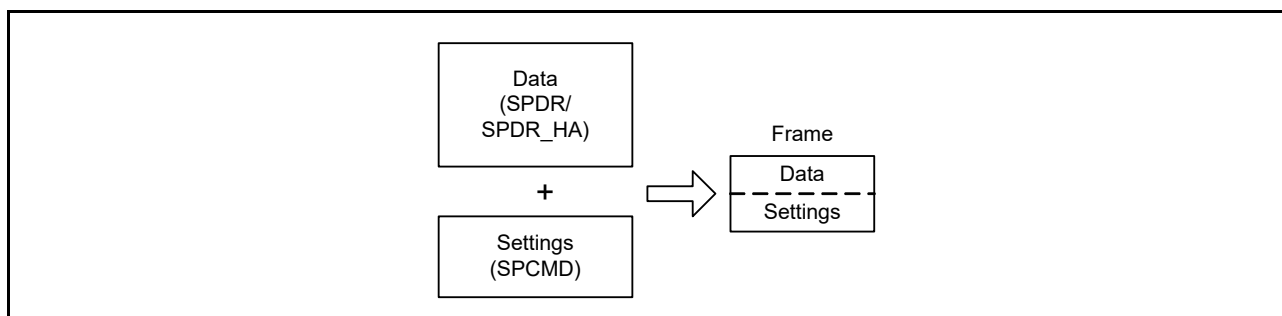 Data
(SPDR/
SPDR_HA)
+
Settings
(SPCMD)
Frame
Data
Settings